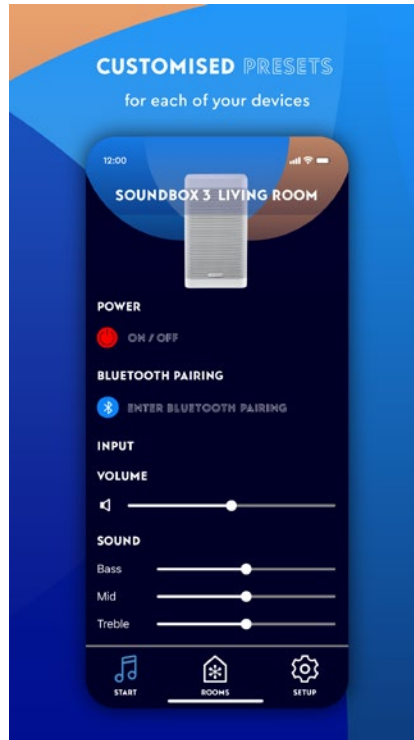 CUSTOMISED PRESETS
for each of your devices
12:00
SOUNDBOX 3 LIVING ROOM
POWER
ON / OFF
BLUETOOTH PAIRING
ENTER BLUETOOTH PAIRING
INPUT
VOLUME
SOUND
Bass
Mid
Treble
START ROOMS SETUP